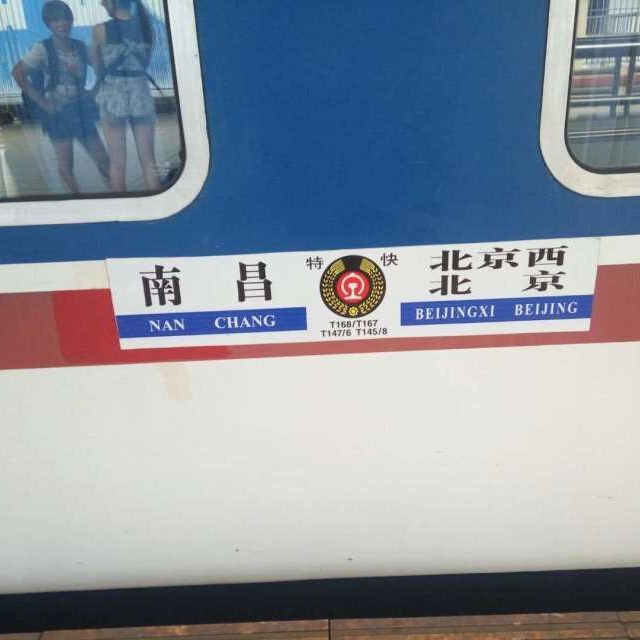 南 昌
NAN CHANG
特 快
T168/T167
T147/6 T145/8
北京西
北 京
BEIJINGXI BEIJING